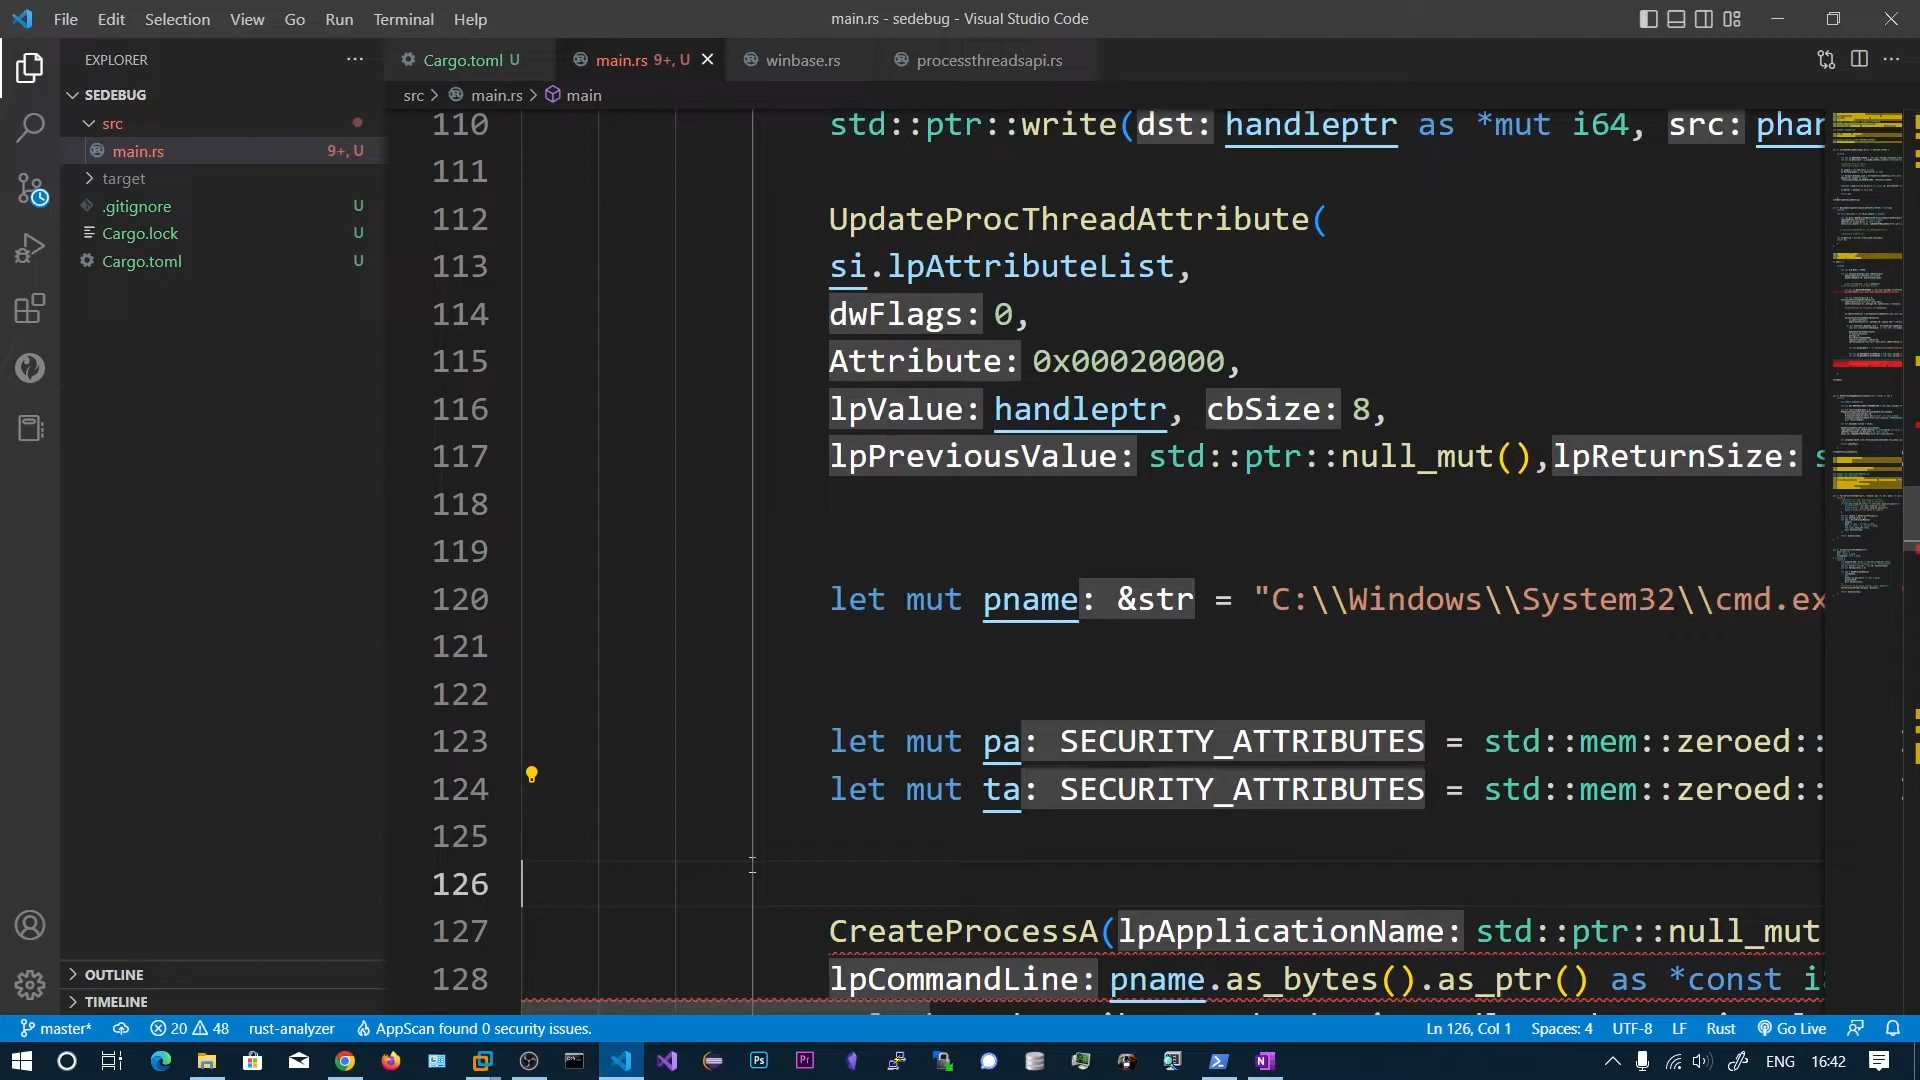 File Edit Selection View Go Run Terminal Help
main.rs - sedebug - Visual Studio Code
EXPLORER
SEDEBUG
src
main.rs 9+, U
target
.gitignore U
Cargo.lock U
Cargo.toml U
OUTLINE
TIMELINE
Cargo.toml U main.rs 9+, U winbase.rs processthreadsapi.rs
src > main.rs > main
110 std::ptr::write(dst: handleptr as *mut i64, src: phan
111
112 UpdateProcThreadAttribute(
113 si.lpAttributeList,
114 dwFlags: 0,
115 Attribute: 0x00020000,
116 lpValue: handleptr, cbSize: 8,
117 lpPreviousValue: std::ptr::null_mut(),lpReturnSize: s
118
119
120 let mut pname: &str = "C:\\Windows\\System32\\cmd.ex
121
122
123 let mut pa: SECURITY_ATTRIBUTES = std::mem::zeroed::
124 let mut ta: SECURITY_ATTRIBUTES = std::mem::zeroed::
125
126
127 CreateProcessA(lpApplicationName: std::ptr::null_mut
128 lpCommandLine: pname.as_bytes().as_ptr() as *const i8
master* 20 48 rust-analyzer AppScan found 0 security issues. Ln 126, Col 1 Spaces: 4 UTF-8 LF Rust Go Live
ENG 16:42